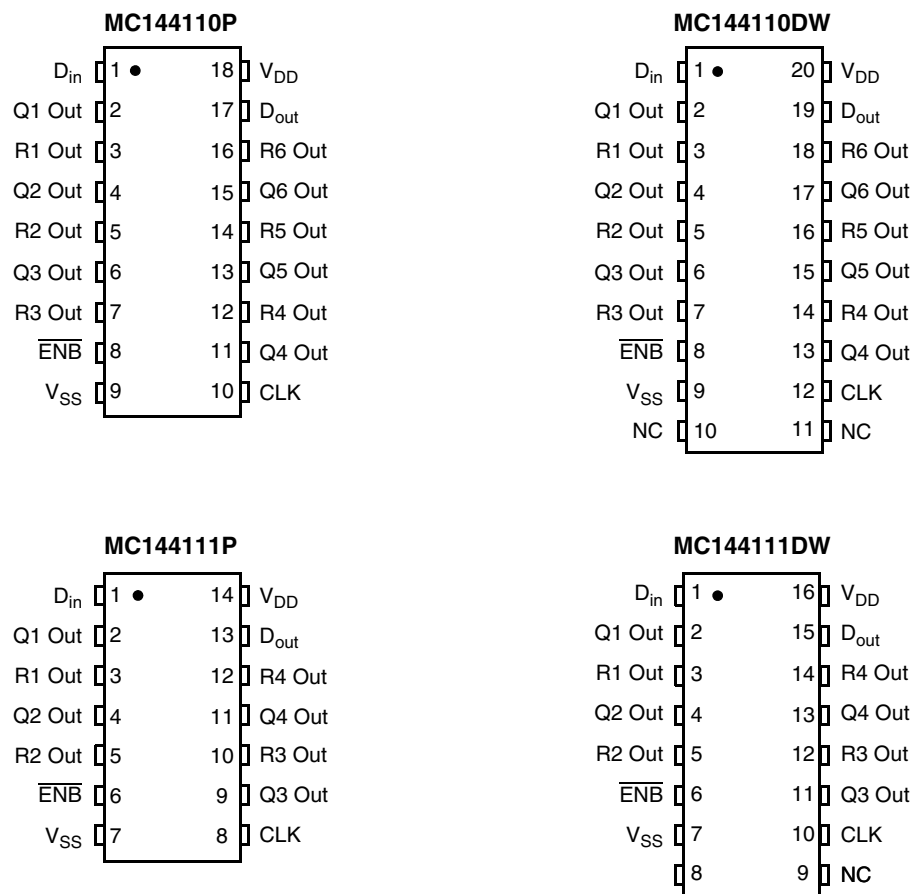 MC144110P
Din 1 18 VDD
Q1 Out 2 17 Dout
R1 Out 3 16 R6 Out
Q2 Out 4 15 Q6 Out
R2 Out 5 14 R5 Out
Q3 Out 6 13 Q5 Out
R3 Out 7 12 R4 Out
ENB 8 11 Q4 Out
VSS 9 10 CLK
MC144110DW
Din 1 20 VDD
Q1 Out 2 19 Dout
R1 Out 3 18 R6 Out
Q2 Out 4 17 Q6 Out
R2 Out 5 16 R5 Out
Q3 Out 6 15 Q5 Out
R3 Out 7 14 R4 Out
ENB 8 13 Q4 Out
VSS 9 12 CLK
NC 10 11 NC
MC144111P
Din 1 14 VDD
Q1 Out 2 13 Dout
R1 Out 3 12 R4 Out
Q2 Out 4 11 Q4 Out
R2 Out 5 10 R3 Out
ENB 6 9 Q3 Out
VSS 7 8 CLK
MC144111DW
Din 1 16 VDD
Q1 Out 2 15 Dout
R1 Out 3 14 R4 Out
Q2 Out 4 13 Q4 Out
R2 Out 5 12 R3 Out
ENB 6 11 Q3 Out
VSS 7 10 CLK
8 9 NC